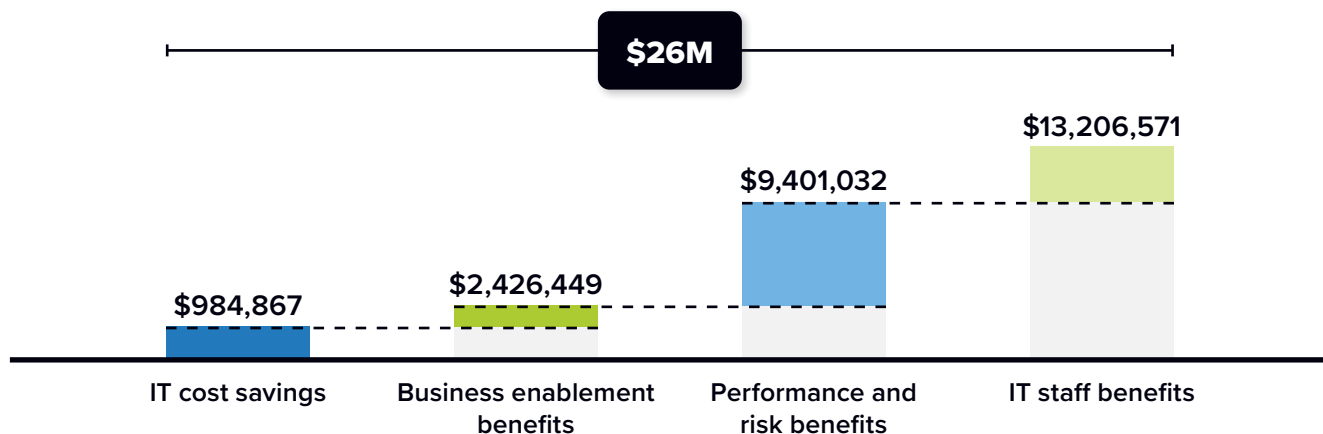 $26M
$13,206,571
$9,401,032
$2,426,449
$984,867
IT cost savings
Business enablement
benefits
Performance and
risk benefits
IT staff benefits